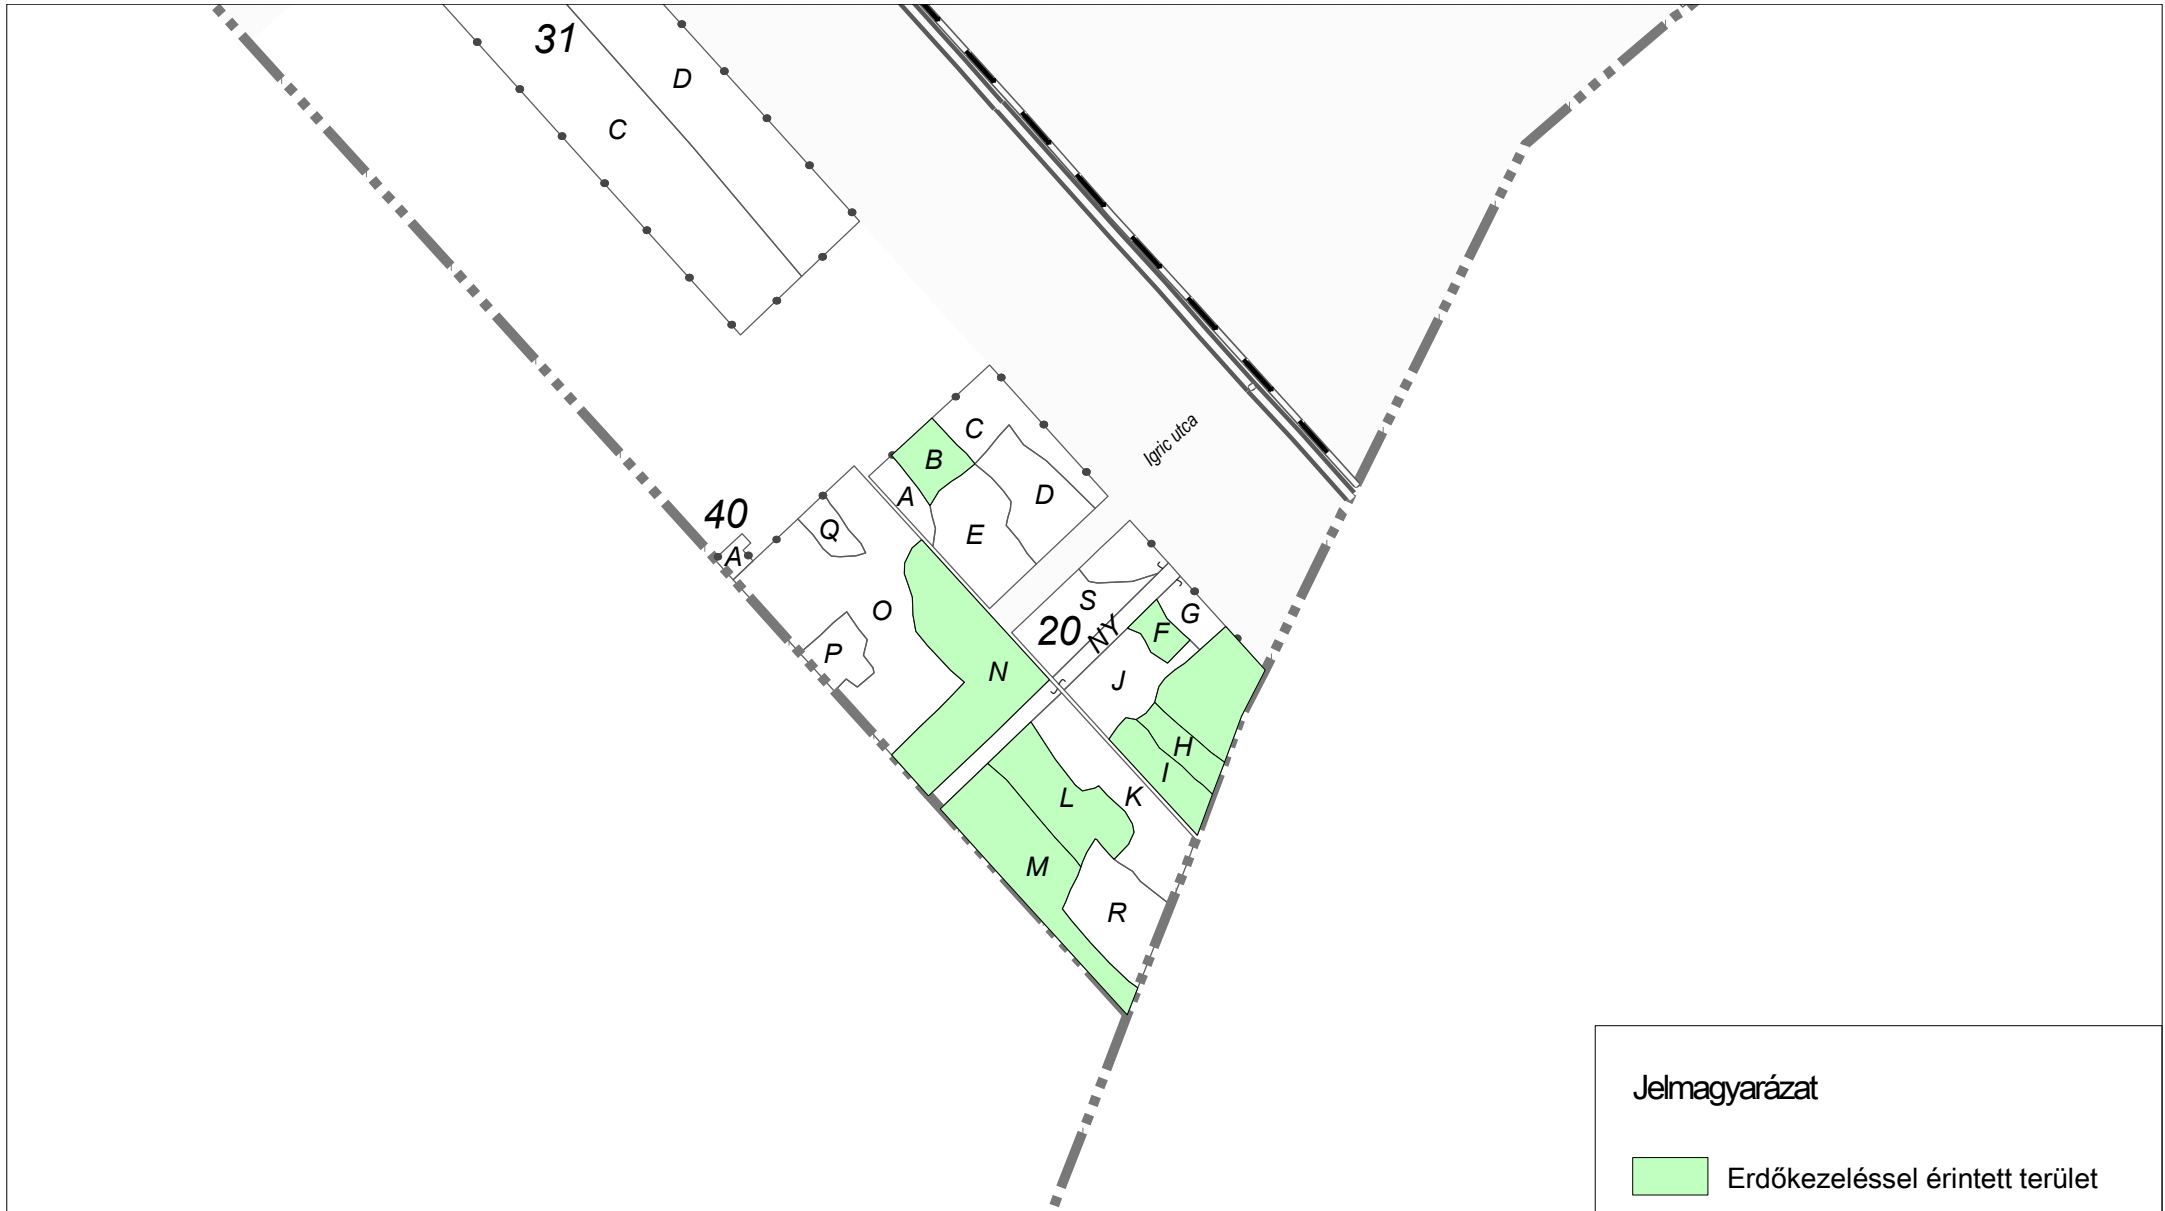 31
D
C
C
B
A
D
E
Igric utca
40
A
Q
O
P
N
S
20
NY
G
F
J
H
I
L
K
M
R
Jelmagyarázat
Erdőkezeléssel érintett terület